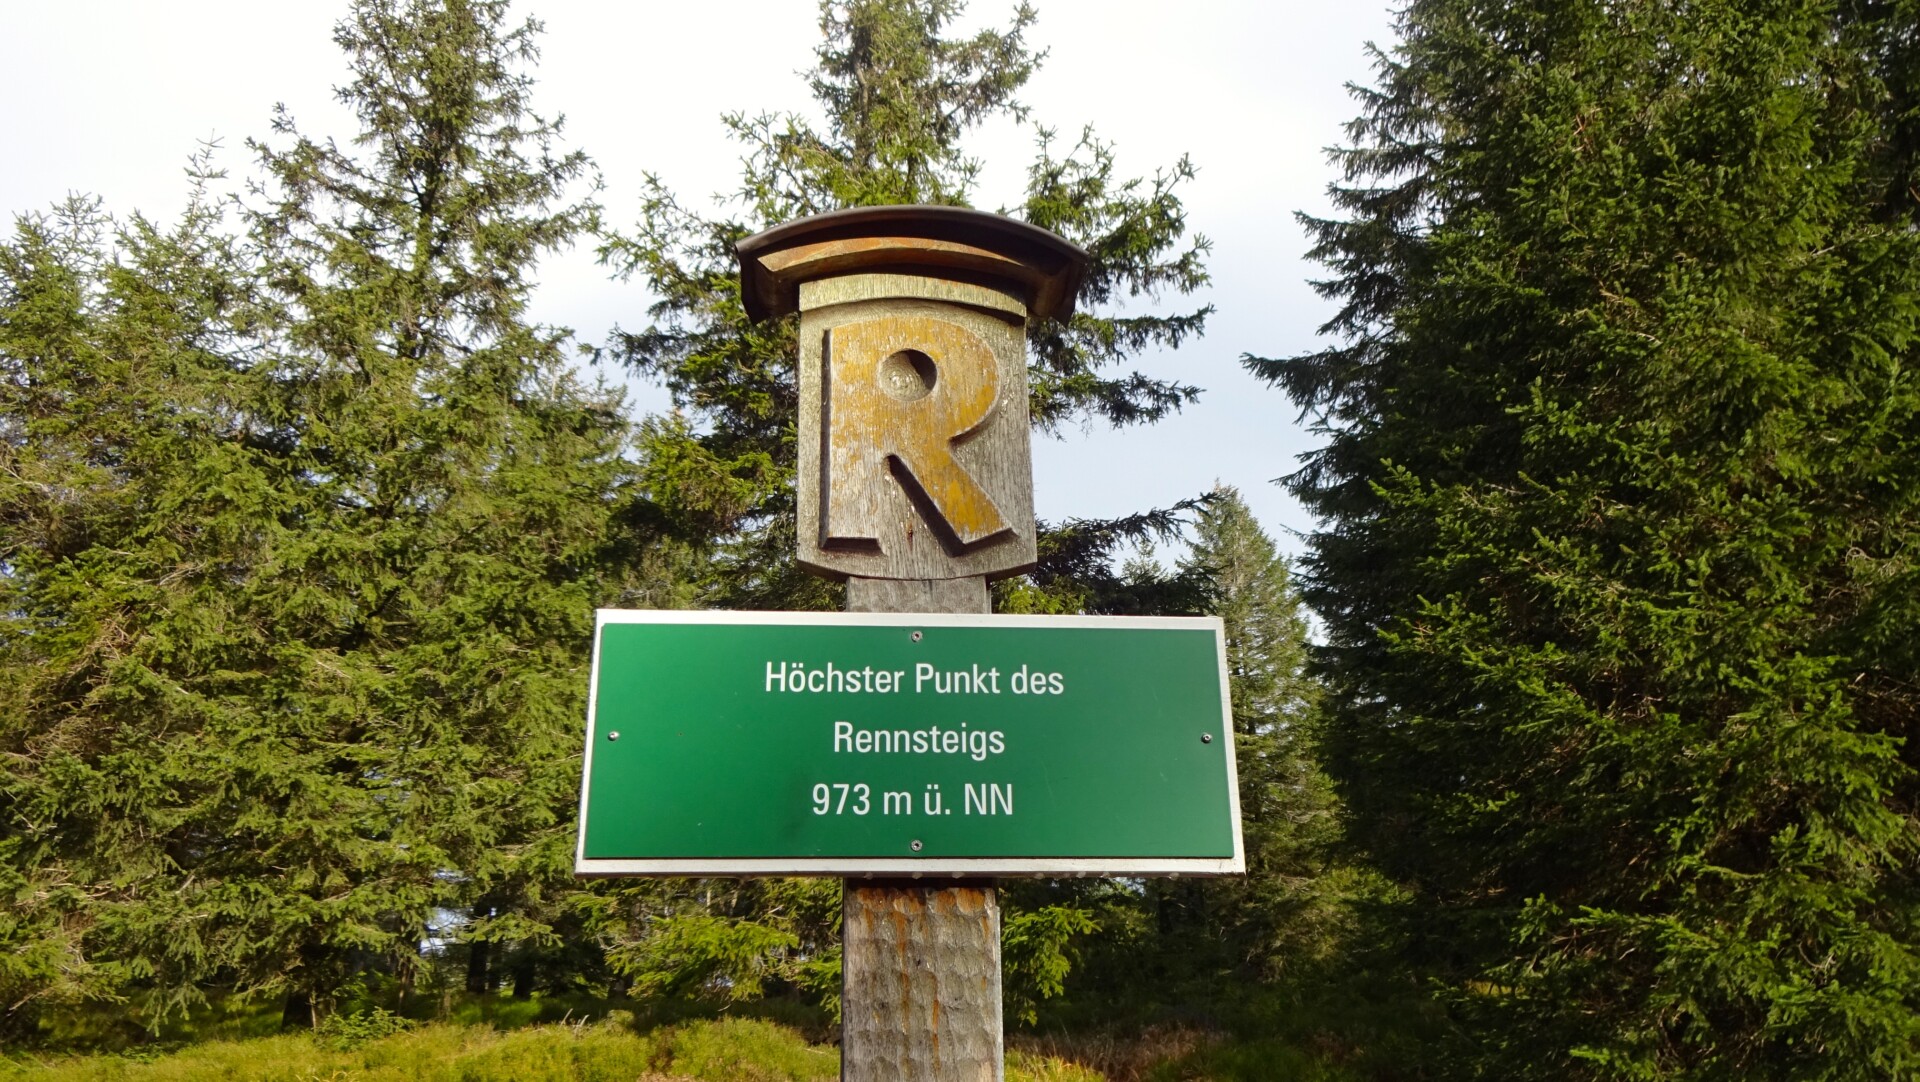 R
Höchster Punkt des
Rennsteigs
973 m ü. NN